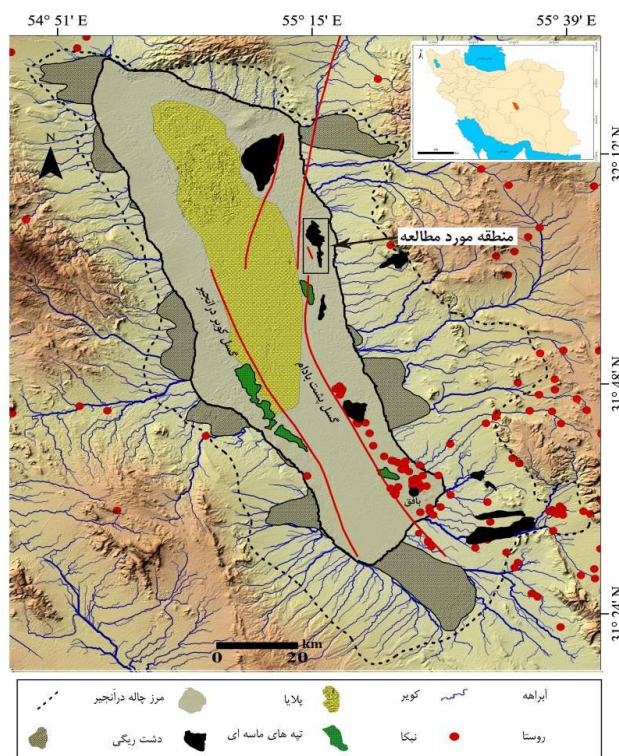 54° 51' E
55° 15' E
55° 39' E
N
32° 12' N
منطقه مورد مطالعه
گسل کویر درانجیر
گسل پشت بادام
31° 48' N
بافق
31° 24' N
km
0 20
آبراهه کویر پلایا مرز چاله درآنجیر
روستا نبکا تپه های ماسه ای دشت ریگی